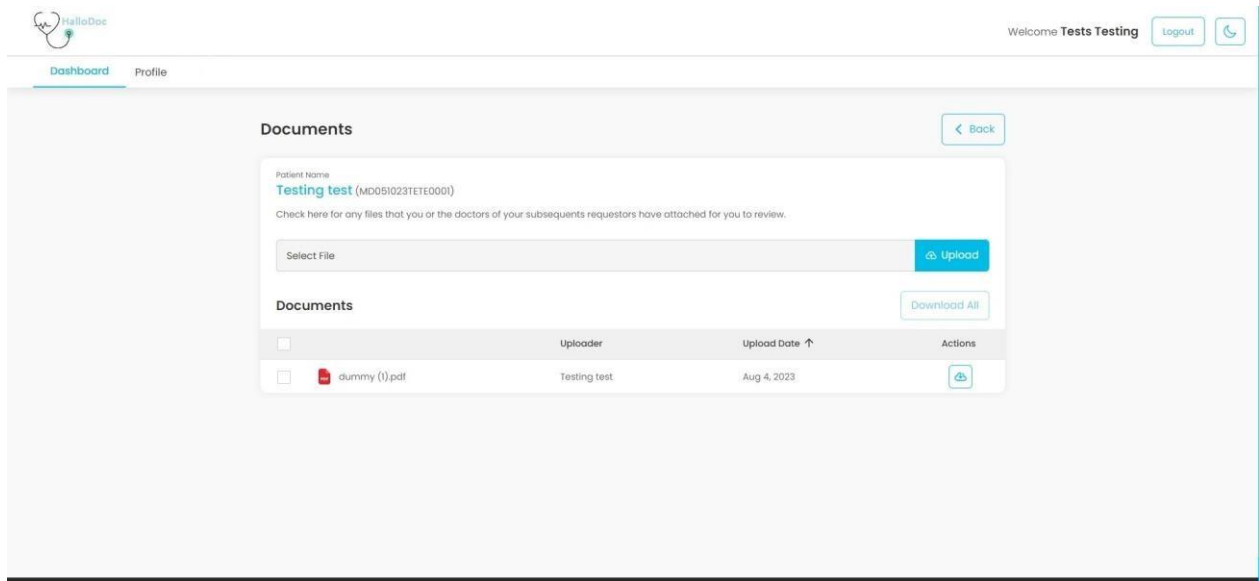 HalloDoc
Welcome Tests Testing Logout
Dashboard Profile
Documents Back
Patient Name
Testing test (MD051023TETE0001)
Check here for any files that you or the doctors of your subsequents requestors have attached for you to review.
Select File Upload
Documents Download All
Uploader Upload Date ↑ Actions
dummy (1).pdf Testing test Aug 4, 2023